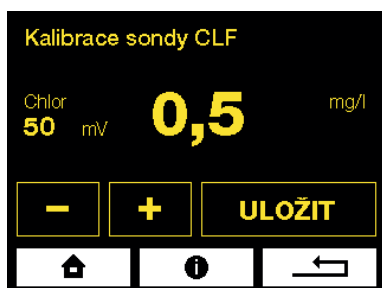 Kalibrace sondy CLF
Chlor
50 mV
0,5
mg/l
− + ULOŽIT